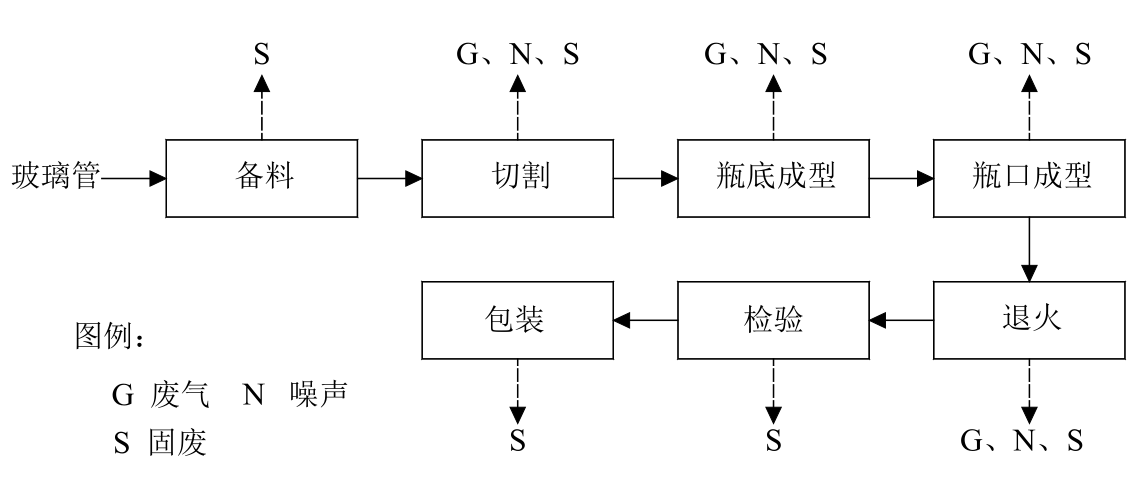 S
G、N、S
G、N、S
G、N、S
玻璃管
备料
切割
瓶底成型
瓶口成型
包装
检验
退火
图例：
G 废气 N 噪声
S 固废
S
S
G、N、S